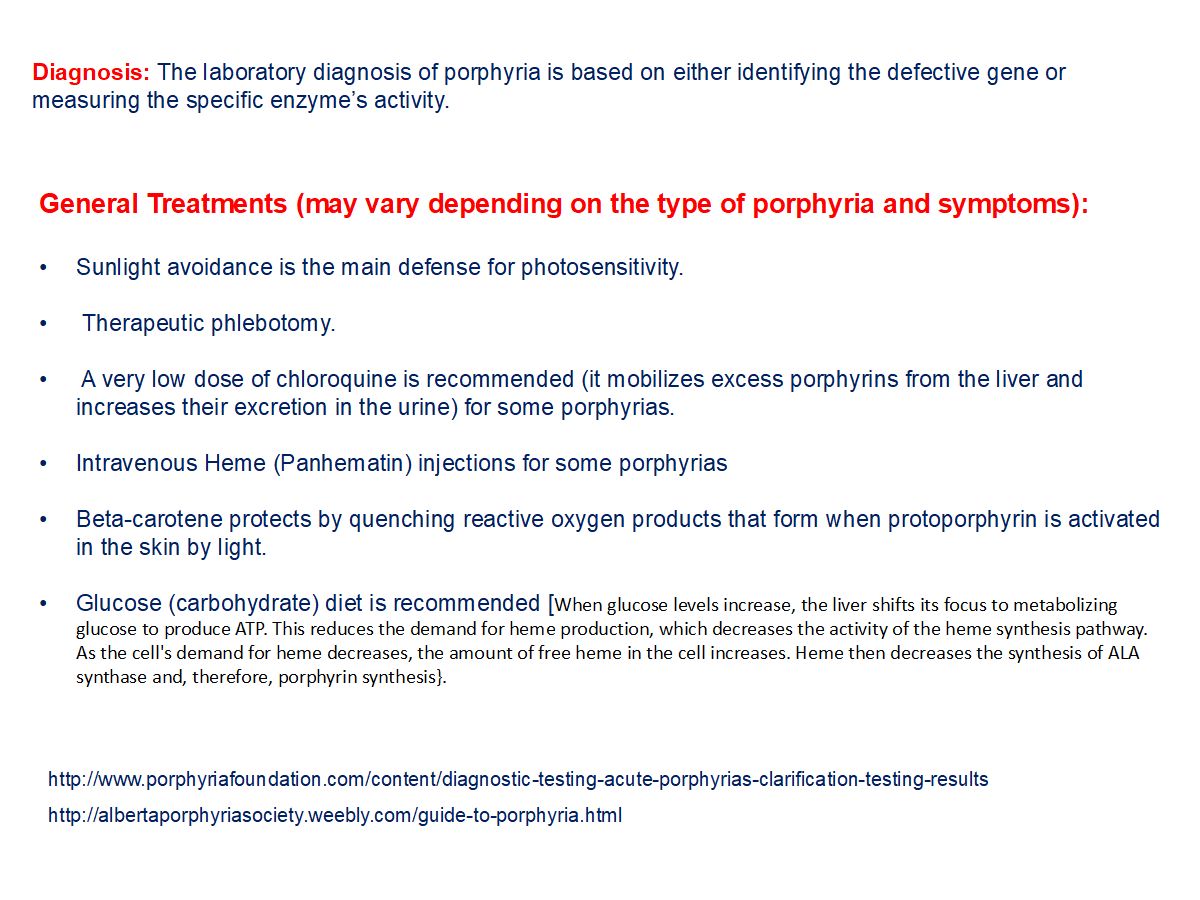 Diagnosis: The laboratory diagnosis of porphyria is based on either identifying the defective gene or
measuring the specific enzyme’s activity.
General Treatments (may vary depending on the type of porphyria and symptoms):
• Sunlight avoidance is the main defense for photosensitivity.
• Therapeutic phlebotomy.
• A very low dose of chloroquine is recommended (it mobilizes excess porphyrins from the liver and
increases their excretion in the urine) for some porphyrias.
• Intravenous Heme (Panhematin) injections for some porphyrias
• Beta-carotene protects by quenching reactive oxygen products that form when protoporphyrin is activated
in the skin by light.
• Glucose (carbohydrate) diet is recommended [When glucose levels increase, the liver shifts its focus to metabolizing
glucose to produce ATP. This reduces the demand for heme production, which decreases the activity of the heme synthesis pathway.
As the cell's demand for heme decreases, the amount of free heme in the cell increases. Heme then decreases the synthesis of ALA
synthase and, therefore, porphyrin synthesis}.
http://www.porphyriafoundation.com/content/diagnostic-testing-acute-porphyrias-clarification-testing-results
http://albertaporphyriasociety.weebly.com/guide-to-porphyria.html